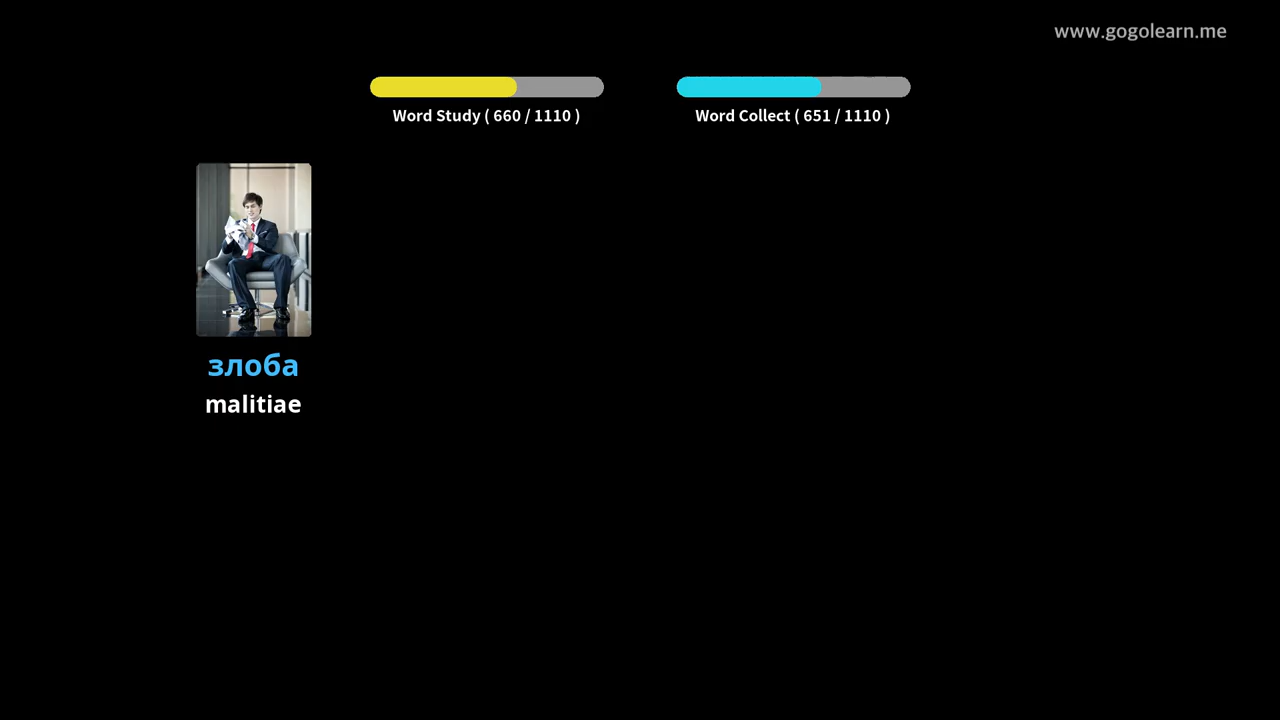 www.gogolearn.me
Word Study ( 660 / 1110 )
Word Collect ( 651 / 1110 )
злоба
malitiae